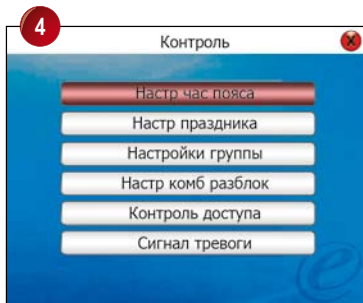 4
Контроль
Настр час пояса
Настр праздника
Настройки группы
Настр комб разблок
Контроль доступа
Сигнал тревоги